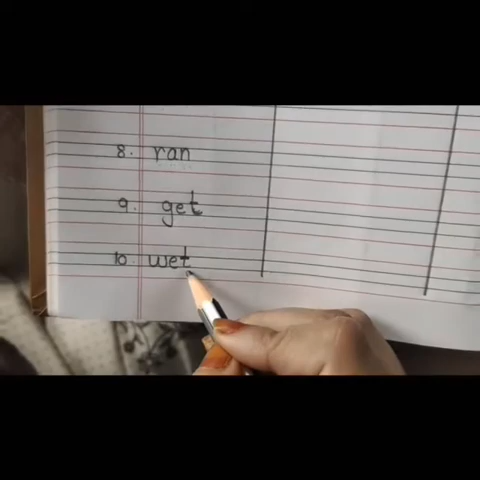 8. ran
9. get
10. wet